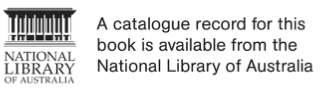 NATIONAL
LIBRARY
OF AUSTRALIA
A catalogue record for this
book is available from the
National Library of Australia